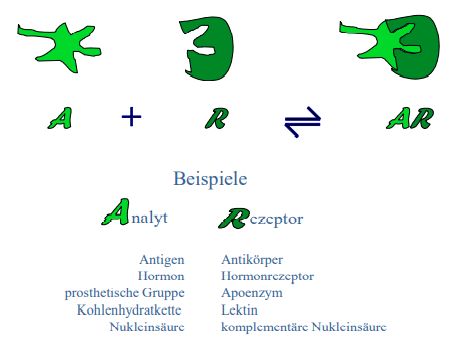 A + R ⇌ AR
Beispiele
Analyt Rezeptor
Antigen Antikörper
Hormon Hormonrezeptor
prosthetische Gruppe Apoenzym
Kohlenhydratkette Lektin
Nukleinsäure komplementäre Nukleinsäure